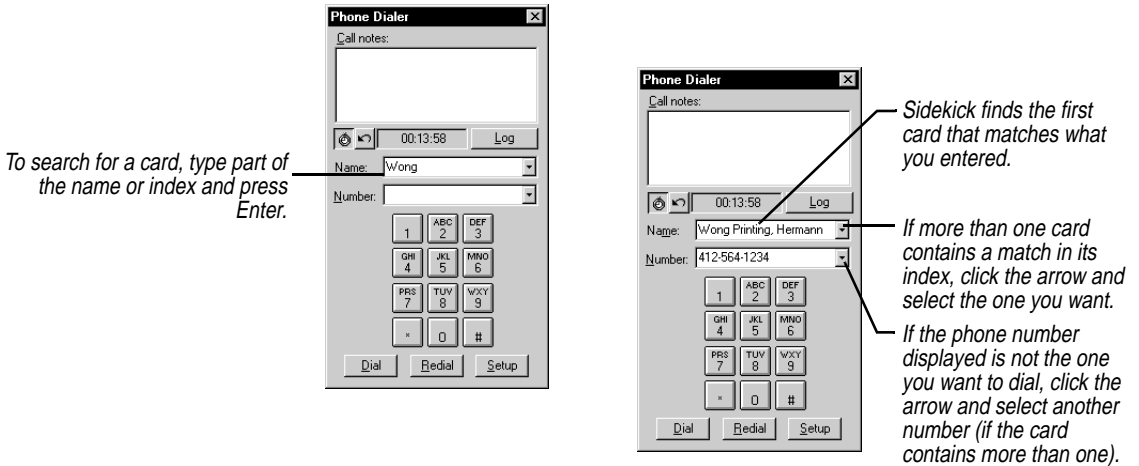 Phone Dialer
Call notes:
00:13:58 Log
To search for a card, type part of
the name or index and press
Enter.
Name: Wong
Number:
1 ABC 2 DEF 3
GHI 4 JKL 5 MNO 6
PRS 7 TUV 8 WXY 9
* 0 #
Dial Redial Setup
Phone Dialer
Call notes:
00:13:58 Log
Name: Wong Printing, Hermann
Number: 412-564-1234
1 ABC 2 DEF 3
GHI 4 JKL 5 MNO 6
PRS 7 TUV 8 WXY 9
* 0 #
Dial Redial Setup
Sidekick finds the first
card that matches what
you entered.
If more than one card
contains a match in its
index, click the arrow and
select the one you want.
If the phone number
displayed is not the one
you want to dial, click the
arrow and select another
number (if the card
contains more than one).